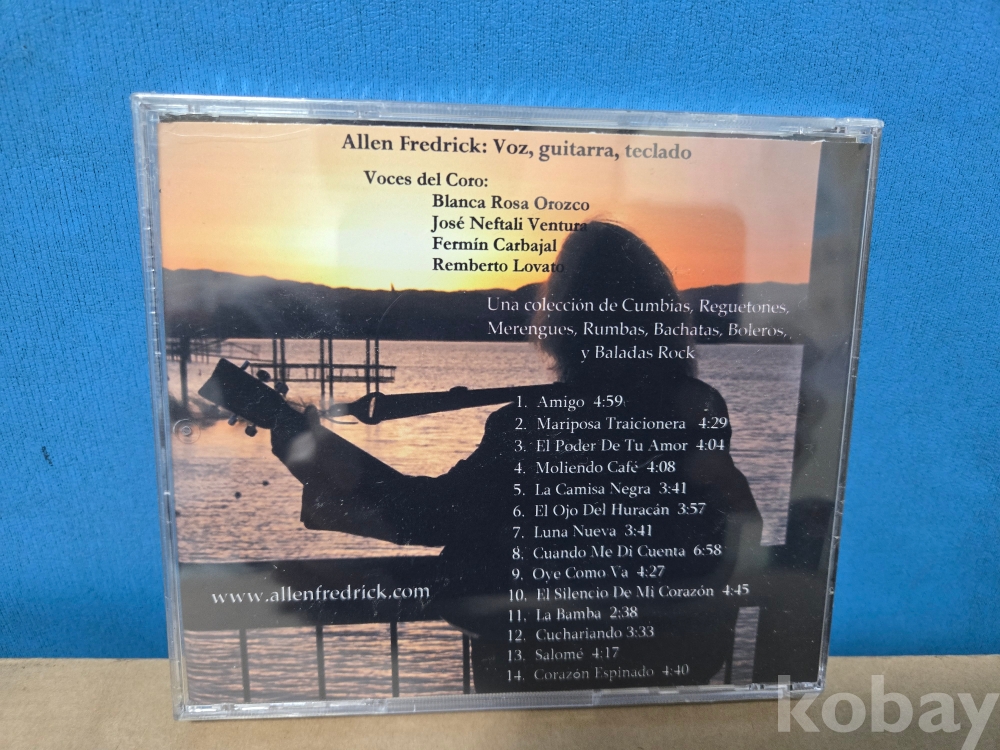 Allen Fredrick: Voz, guitarra, teclado
Voces del Coro:
Blanca Rosa Orozco
José Neftali Ventura
Fermín Carbajal
Remberto Lovato
Una colección de Cumbias, Reguetones,
Merengues, Rumbas, Bachatas, Boleros,
y Baladas Rock
1. Amigo 4:59
2. Mariposa Traicionera 4:29
3. El Poder De Tu Amor 4:04
4. Moliendo Café 4:08
5. La Camisa Negra 3:41
6. El Ojo Del Huracán 3:57
7. Luna Nueva 3:41
8. Cuando Me Di Cuenta 6:58
9. Oye Como Va 4:27
10. El Silencio De Mi Corazón 4:45
11. La Bamba 2:38
12. Cuchariando 3:33
13. Salomé 4:17
14. Corazón Espinado 4:40
www.allenfredrick.com
kobay